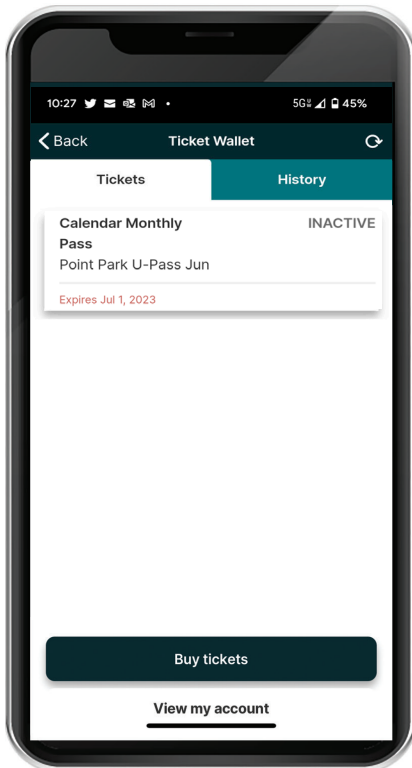 10:27 5G 45%
Back Ticket Wallet
Tickets History
Calendar Monthly INACTIVE
Pass
Point Park U-Pass Jun
Expires Jul 1, 2023
Buy tickets
View my account